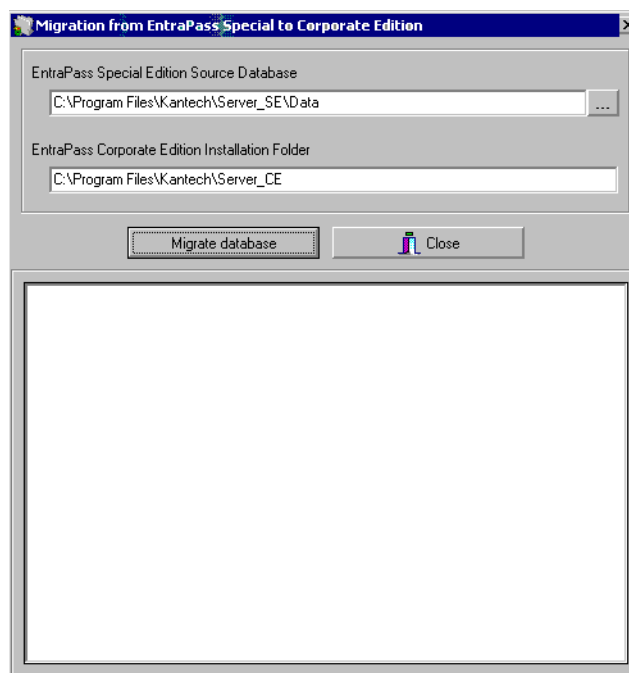 Migration from EntraPass Special to Corporate Edition
EntraPass Special Edition Source Database
C:\Program Files\Kantech\Server_SE\Data
...
EntraPass Corporate Edition Installation Folder
C:\Program Files\Kantech\Server_CE
Migrate database
Close